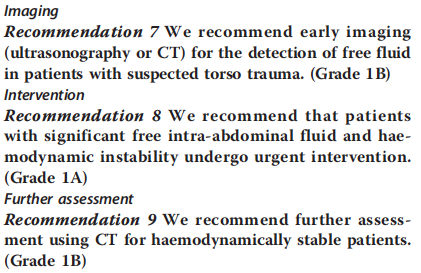 Imaging
Recommendation 7 We recommend early imaging
(ultrasonography or CT) for the detection of free fluid
in patients with suspected torso trauma. (Grade 1B)
Intervention
Recommendation 8 We recommend that patients
with significant free intra-abdominal fluid and hae-
modynamic instability undergo urgent intervention.
(Grade 1A)
Further assessment
Recommendation 9 We recommend further assess-
ment using CT for haemodynamically stable patients.
(Grade 1B)